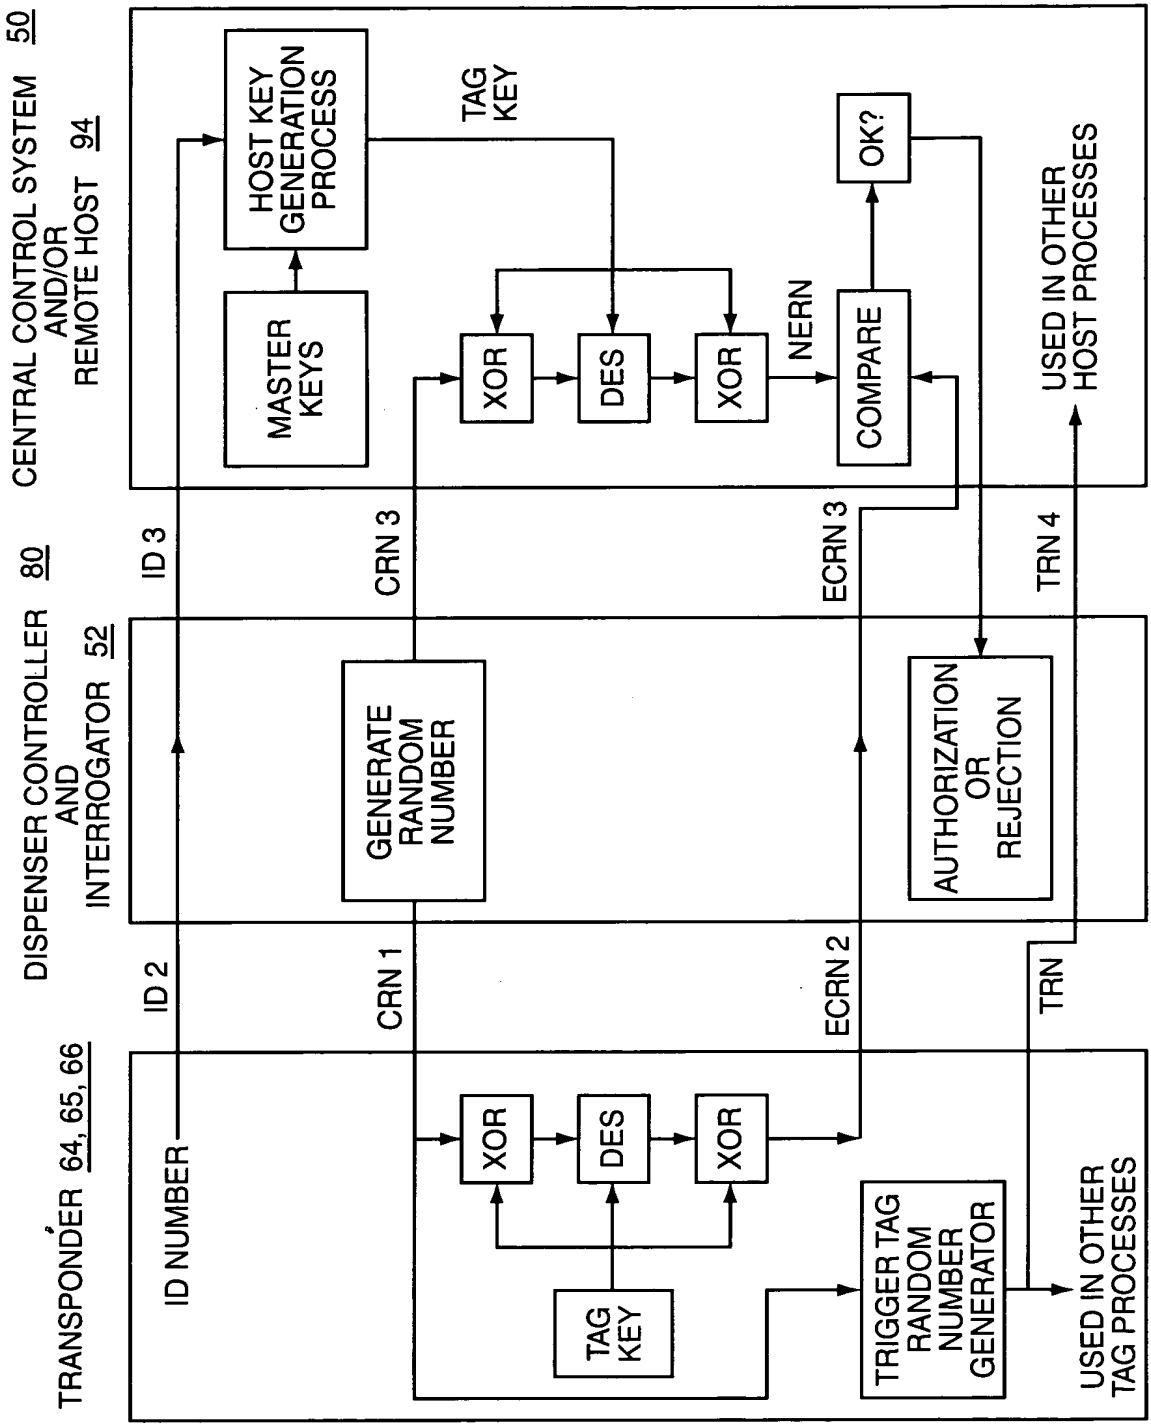 TRANSPONDER 64, 65, 66
ID NUMBER
TAG
KEY
XOR
DES
XOR
TRIGGER TAG
RANDOM
NUMBER
GENERATOR
USED IN OTHER
TAG PROCESSES
ID 2
CRN 1
ECRN 2
TRN
DISPENSER CONTROLLER 80
AND
INTERROGATOR 52
GENERATE
RANDOM
NUMBER
AUTHORIZATION
OR
REJECTION
ID 3
CRN 3
ECRN 3
TRN 4
CENTRAL CONTROL SYSTEM 50
AND/OR
REMOTE HOST 94
MASTER
KEYS
HOST KEY
GENERATION
PROCESS
TAG
KEY
XOR
DES
XOR
NERN
COMPARE
OK?
USED IN OTHER
HOST PROCESSES